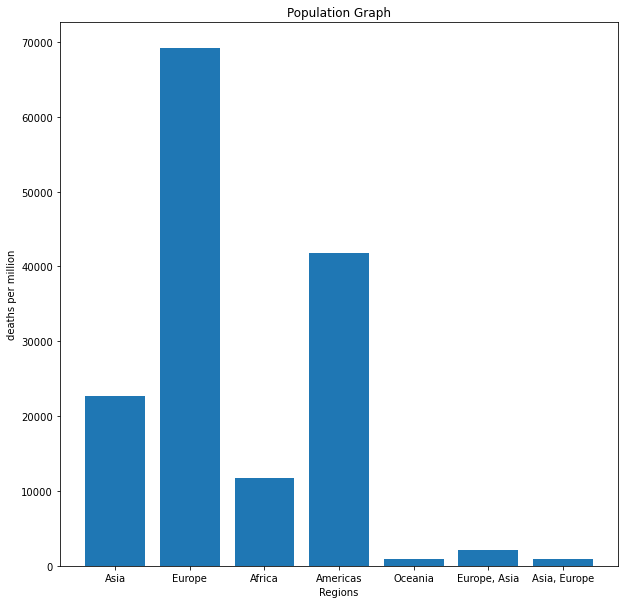 Population Graph
70000
60000
50000
40000
30000
20000
10000
0
deaths per million
Asia Europe Africa Americas Oceania Europe, Asia Asia, Europe
Regions